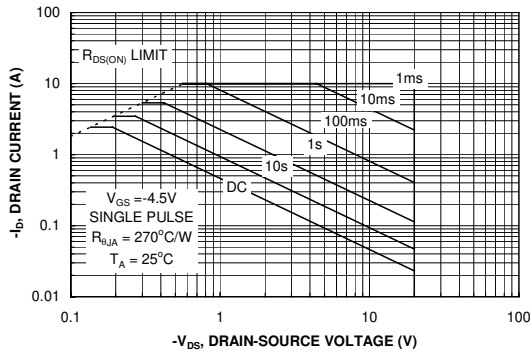 100
10
1
0.1
0.01
-I_D, DRAIN CURRENT (A)
R_DS(ON) LIMIT
1ms
10ms
100ms
1s
10s
DC
V_GS =-4.5V
SINGLE PULSE
R_θJA = 270°C/W
T_A = 25°C
0.1
1
10
100
-V_DS, DRAIN-SOURCE VOLTAGE (V)